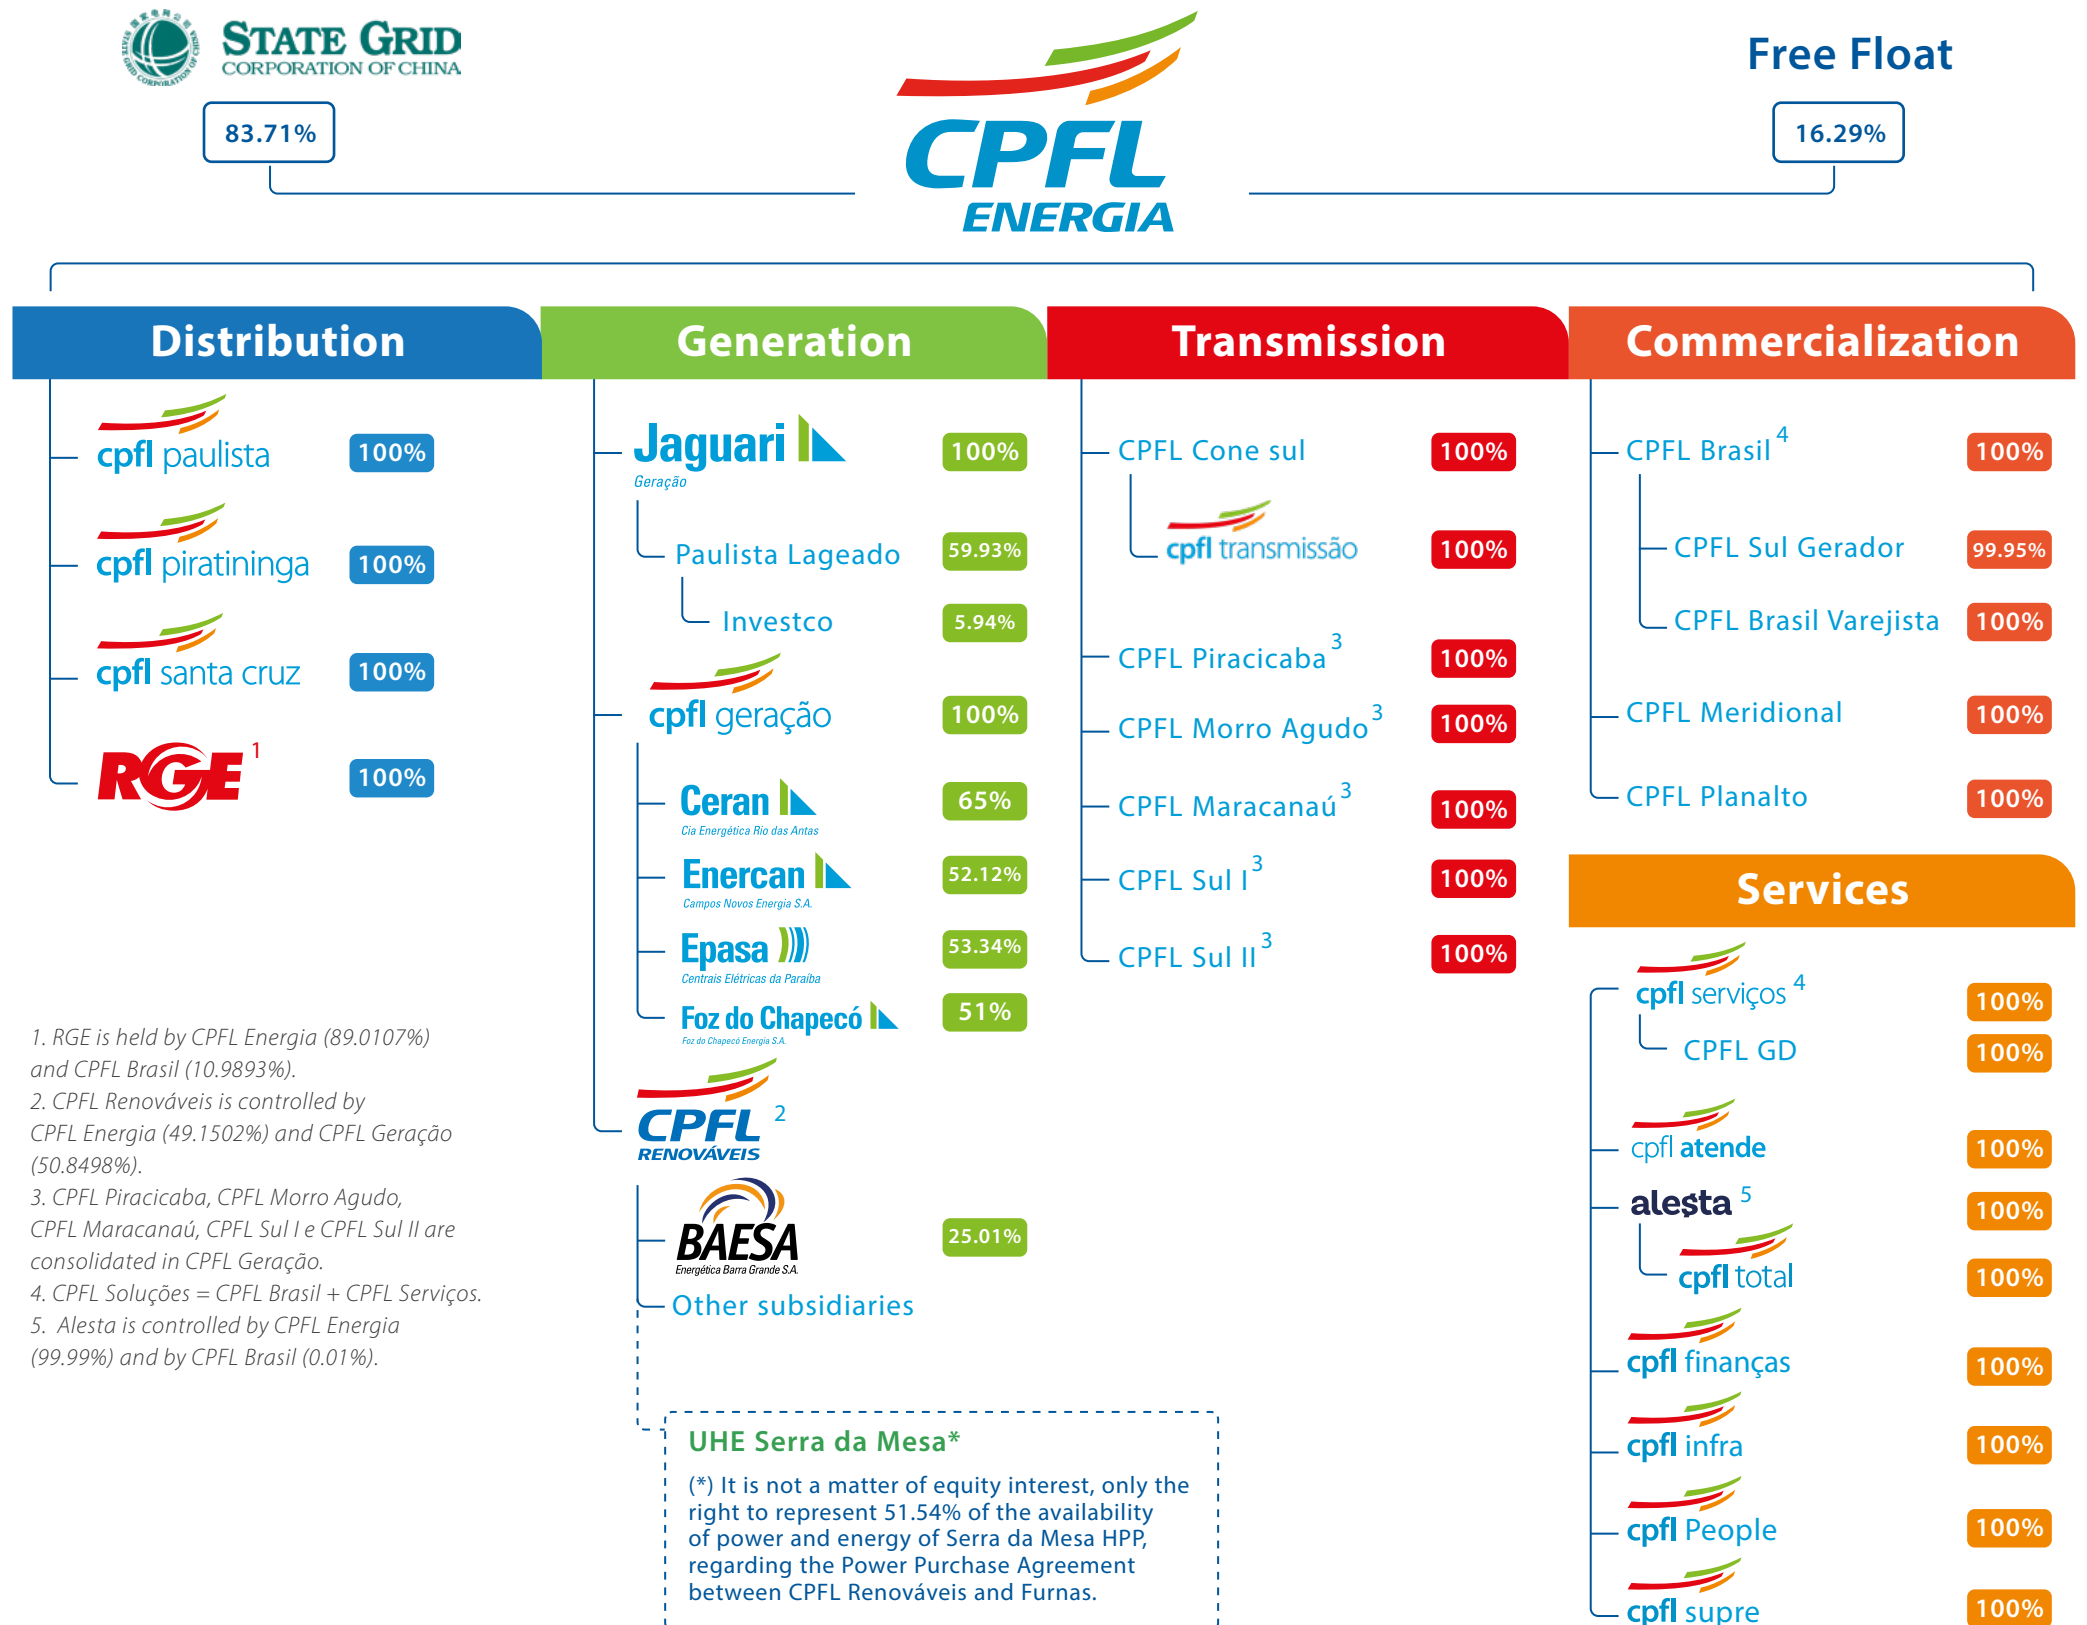 STATE GRID
CORPORATION OF CHINA
83.71%
CPFL
ENERGIA
Free Float
16.29%
Distribution
cpfl paulista 100%
cpfl piratininga 100%
cpfl santa cruz 100%
RGE 1 100%
1. RGE is held by CPFL Energia (89.0107%)
and CPFL Brasil (10.9893%).
2. CPFL Renováveis is controlled by
CPFL Energia (49.1502%) and CPFL Geração
(50.8498%).
3. CPFL Piracicaba, CPFL Morro Agudo,
CPFL Maracanaú, CPFL Sul I e CPFL Sul II are
consolidated in CPFL Geração.
4. CPFL Soluções = CPFL Brasil + CPFL Serviços.
5. Alesta is controlled by CPFL Energia
(99.99%) and by CPFL Brasil (0.01%).
Generation
Jaguari 100%
Geração
Paulista Lageado 59.93%
Investco 5.94%
cpfl geração 100%
Ceran 65%
Cia Energética Rio das Antas
Enercan 52.12%
Campos Novos Energia S.A.
Epasa 53.34%
Centrais Elétricas da Paraíba
Foz do Chapecó 51%
Foz do Chapecó Energia S.A.
CPFL 2
RENOVÁVEIS
BAESA 25.01%
Energética Barra Grande S.A.
Other subsidiaries
UHE Serra da Mesa*
(*) It is not a matter of equity interest, only the
right to represent 51.54% of the availability
of power and energy of Serra da Mesa HPP,
regarding the Power Purchase Agreement
between CPFL Renováveis and Furnas.
Transmission
CPFL Cone sul 100%
cpfl transmissão 100%
CPFL Piracicaba 3 100%
CPFL Morro Agudo 3 100%
CPFL Maracanaú 3 100%
CPFL Sul I 3 100%
CPFL Sul II 3 100%
Commercialization
CPFL Brasil 4 100%
CPFL Sul Gerador 99.95%
CPFL Brasil Varejista 100%
CPFL Meridional 100%
CPFL Planalto 100%
Services
cpfl serviços 4 100%
CPFL GD 100%
cpfl atende 100%
alesta 5 100%
cpfl total 100%
cpfl finanças 100%
cpfl infra 100%
cpfl People 100%
cpfl supre 100%